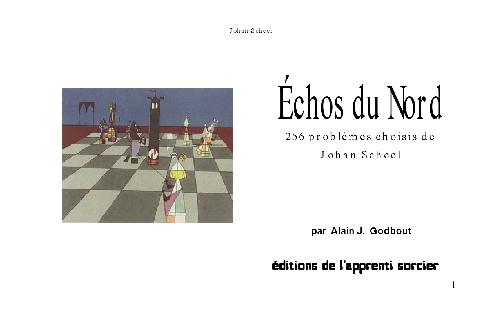 Johan Scheel
Échos du Nord
256 problèmes choisis de
Johan Scheel
par Alain J. Godbout
éditions de l'apprenti sorcier
1